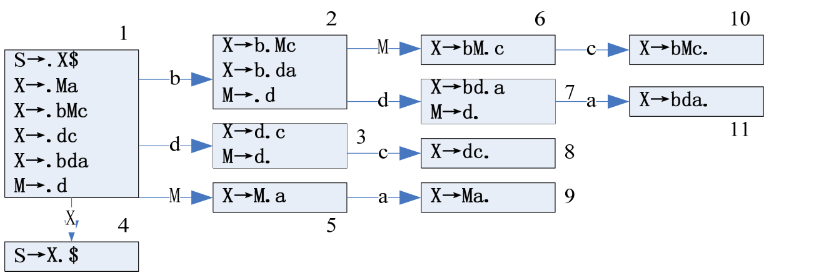 1
S→.X$
X→.Ma
X→.bMc
X→.dc
X→.bda
M→.d
b
d
M
X
4
S→X.$
2
X→b.Mc
X→b.da
M→.d
M
d
X→d.c
M→d.
3
c
X→M.a
5
a
6
X→bM.c
c
X→bd.a
M→d.
7
a
X→dc.
8
X→Ma.
9
10
X→bMc.
X→bda.
11